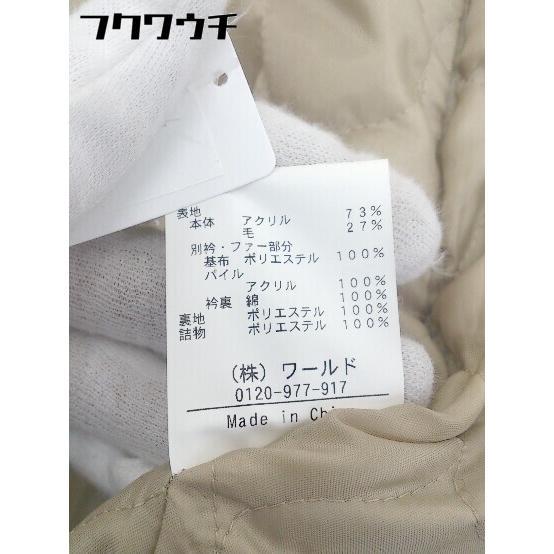 フクワウチ
表地
本体 アクリル 73%
毛 27%
別衿・ファー部分
基布 ポリエステル 100%
パイル
アクリル 100%
衿裏 綿 100%
裏地 ポリエステル 100%
詰物 ポリエステル 100%
(株) ワールド
0120-977-917
Made in